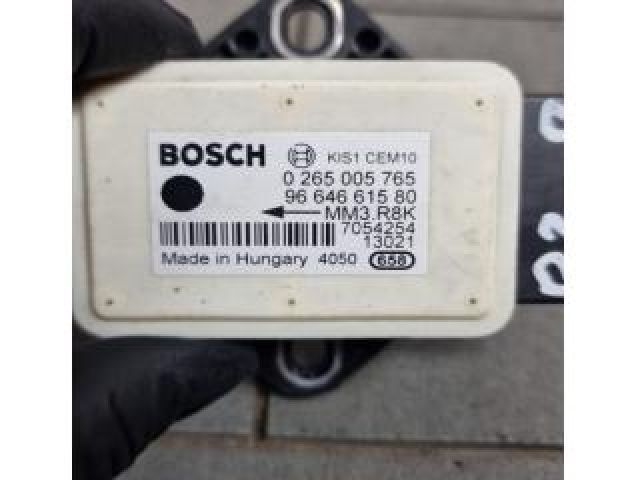 BOSCH KIS1 CEM10
0 265 005 765
96 646 615 80
MM3.R8K
7054254
13021
Made in Hungary 4050 658